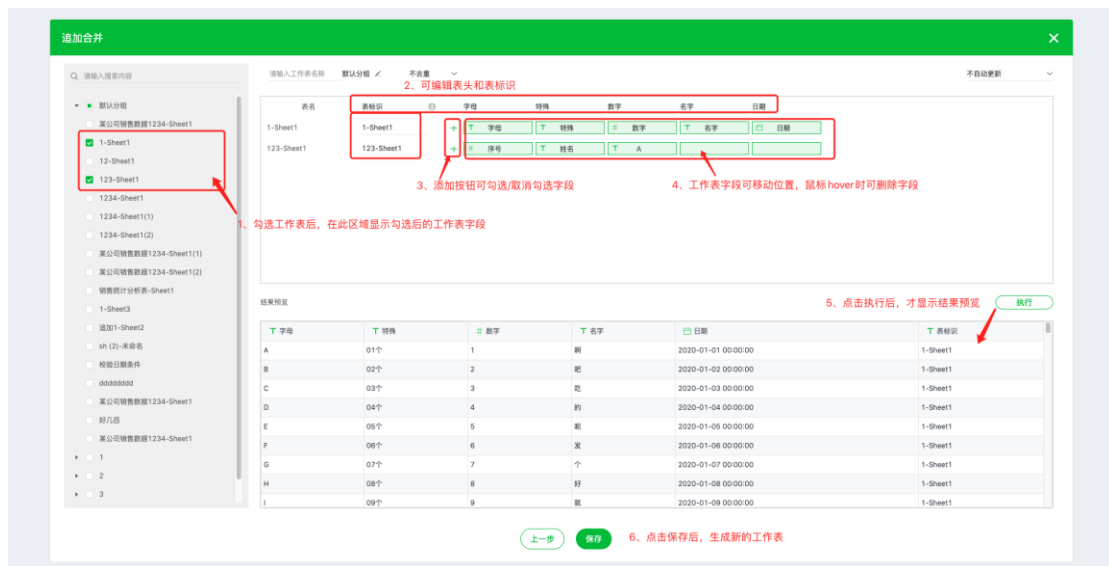 追加合并
请输入搜索内容
请输入工作表名称 默认分组 不去重 不自动更新
2、可编辑表头和表标识
默认分组
某公司销售数据1234-Sheet1
1-Sheet1
12-Sheet1
123-Sheet1
1234-Sheet1
1234-Sheet1(1)
1234-Sheet1(2)
某公司销售数据1234-Sheet1(1)
某公司销售数据1234-Sheet1(2)
销售统计分析表-Sheet1
1-Sheet3
追加1-Sheet2
sh (2)-未命名
校验日期条件
dddddddd
某公司销售数据1234-Sheet1
好几百
某公司销售数据1234-Sheet1
1
2
3
表名 表标识 字母 特殊 数字 名字 日期
1-Sheet1 1-Sheet1 + T 字母 T 特殊 # 数字 T 名字 日期
123-Sheet1 123-Sheet1 + # 序号 T 姓名 T A
3、添加按钮可勾选/取消勾选字段
4、工作表字段可移动位置，鼠标hover时可删除字段
1、勾选工作表后，在此区域显示勾选后的工作表字段
结果预览
5、点击执行后，才显示结果预览
执行
T 字母 T 特殊 # 数字 T 名字 日期 T 表标识
A 01个 1 啊 2020-01-01 00:00:00 1-Sheet1
B 02个 2 吧 2020-01-02 00:00:00 1-Sheet1
C 03个 3 吃 2020-01-03 00:00:00 1-Sheet1
D 04个 4 的 2020-01-04 00:00:00 1-Sheet1
E 05个 5 呃 2020-01-05 00:00:00 1-Sheet1
F 06个 6 发 2020-01-06 00:00:00 1-Sheet1
G 07个 7 个 2020-01-07 00:00:00 1-Sheet1
H 08个 8 好 2020-01-08 00:00:00 1-Sheet1
I 09个 9 就 2020-01-09 00:00:00 1-Sheet1
上一步 保存
6、点击保存后，生成新的工作表